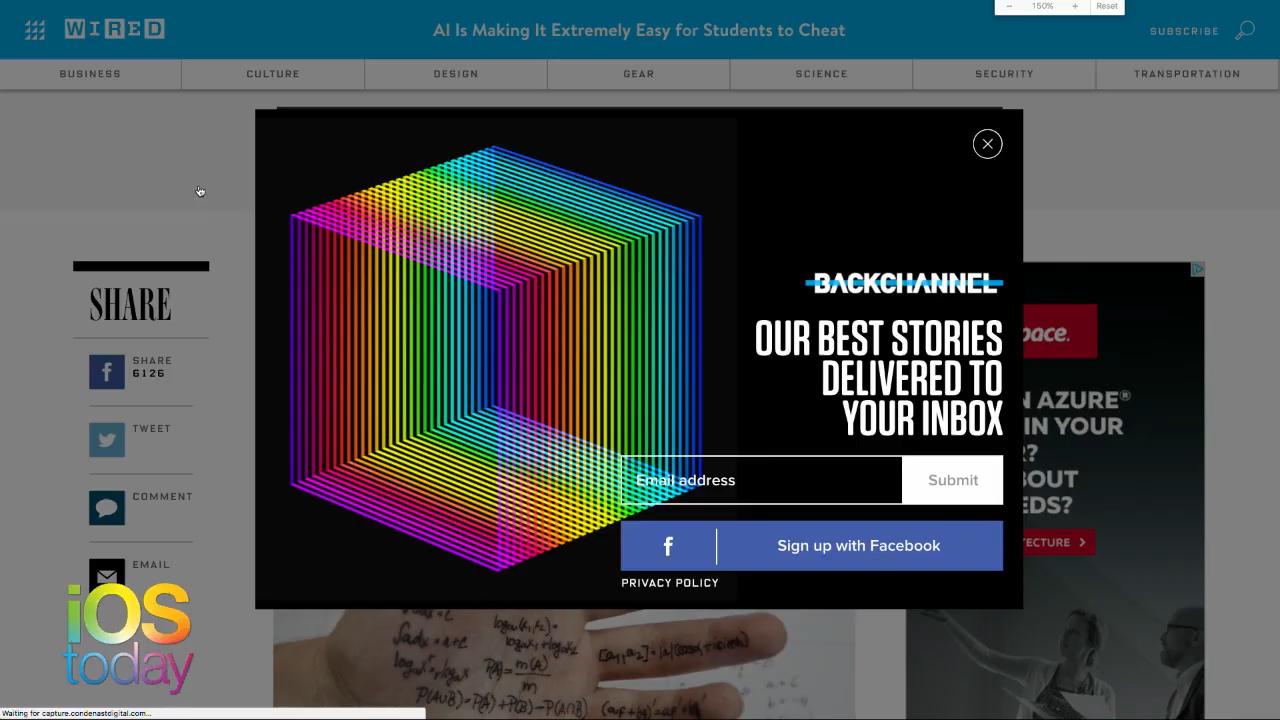 WIRED
AI Is Making It Extremely Easy for Students to Cheat
150%
Reset
SUBSCRIBE
BUSINESS
CULTURE
DESIGN
GEAR
SCIENCE
SECURITY
TRANSPORTATION
BACKCHANNEL
OUR BEST STORIES
DELIVERED TO
YOUR INBOX
Email address
Submit
f
Sign up with Facebook
PRIVACY POLICY
SHARE
SHARE
6126
TWEET
COMMENT
EMAIL
iOS
today
pace.
N AZURE®
IN YOUR
R?
BOUT
EDS?
TECTURE
m
P(A∪B)=P(A)+P(B)-P(A∩B)
Waiting for capture.condenastdigital.com...